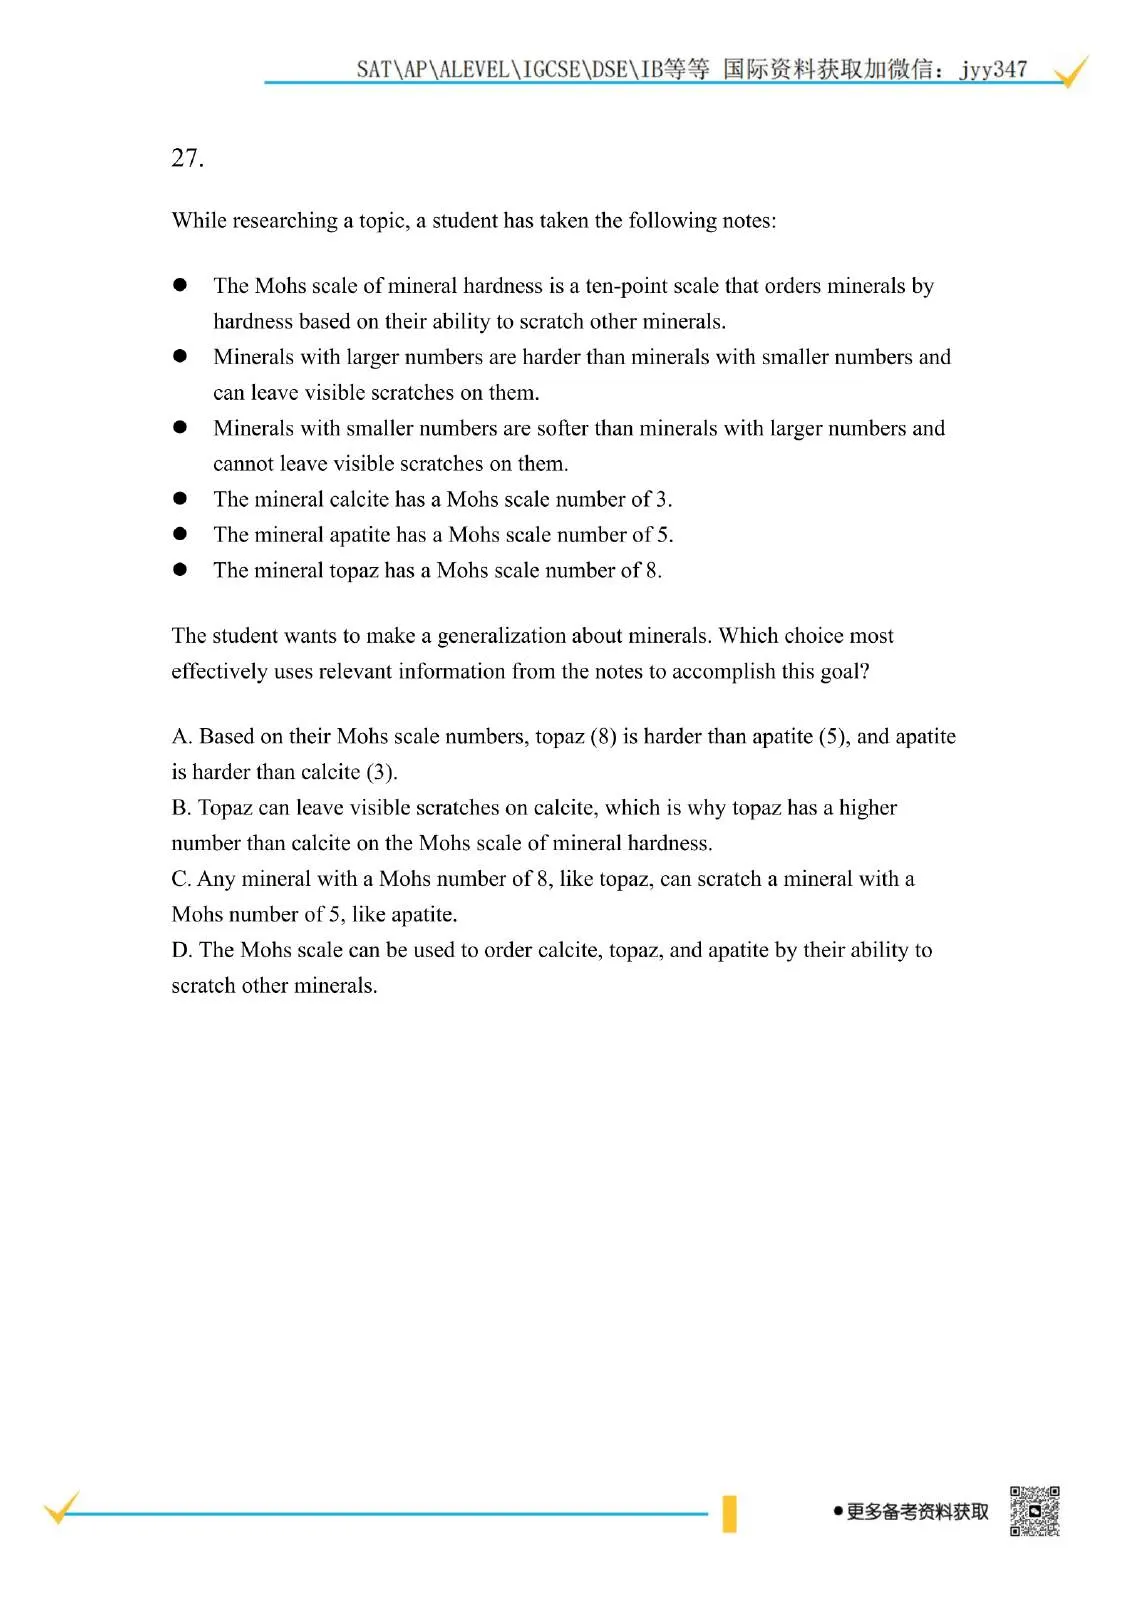 SAT\AP\ALEVEL\IGCSE\DSE\IB等等 国际资料获取加微信：jyy347
27.
While researching a topic, a student has taken the following notes:
● The Mohs scale of mineral hardness is a ten-point scale that orders minerals by
hardness based on their ability to scratch other minerals.
● Minerals with larger numbers are harder than minerals with smaller numbers and
can leave visible scratches on them.
● Minerals with smaller numbers are softer than minerals with larger numbers and
cannot leave visible scratches on them.
● The mineral calcite has a Mohs scale number of 3.
● The mineral apatite has a Mohs scale number of 5.
● The mineral topaz has a Mohs scale number of 8.
The student wants to make a generalization about minerals. Which choice most
effectively uses relevant information from the notes to accomplish this goal?
A. Based on their Mohs scale numbers, topaz (8) is harder than apatite (5), and apatite
is harder than calcite (3).
B. Topaz can leave visible scratches on calcite, which is why topaz has a higher
number than calcite on the Mohs scale of mineral hardness.
C. Any mineral with a Mohs number of 8, like topaz, can scratch a mineral with a
Mohs number of 5, like apatite.
D. The Mohs scale can be used to order calcite, topaz, and apatite by their ability to
scratch other minerals.
●更多备考资料获取